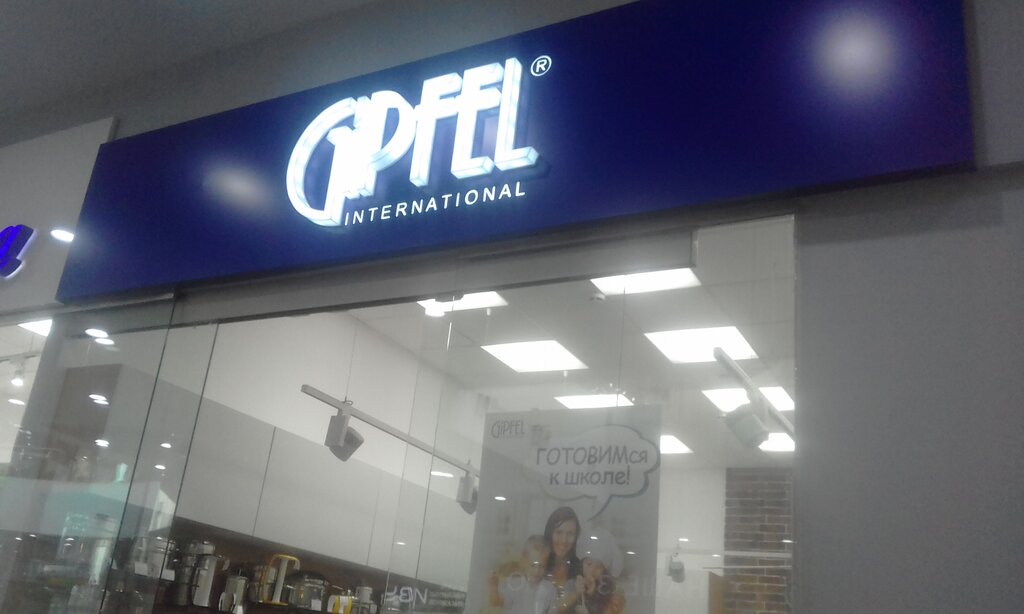 GIPFEL®
INTERNATIONAL
GIPFEL
ГОТОВИМСЯ
к школе!